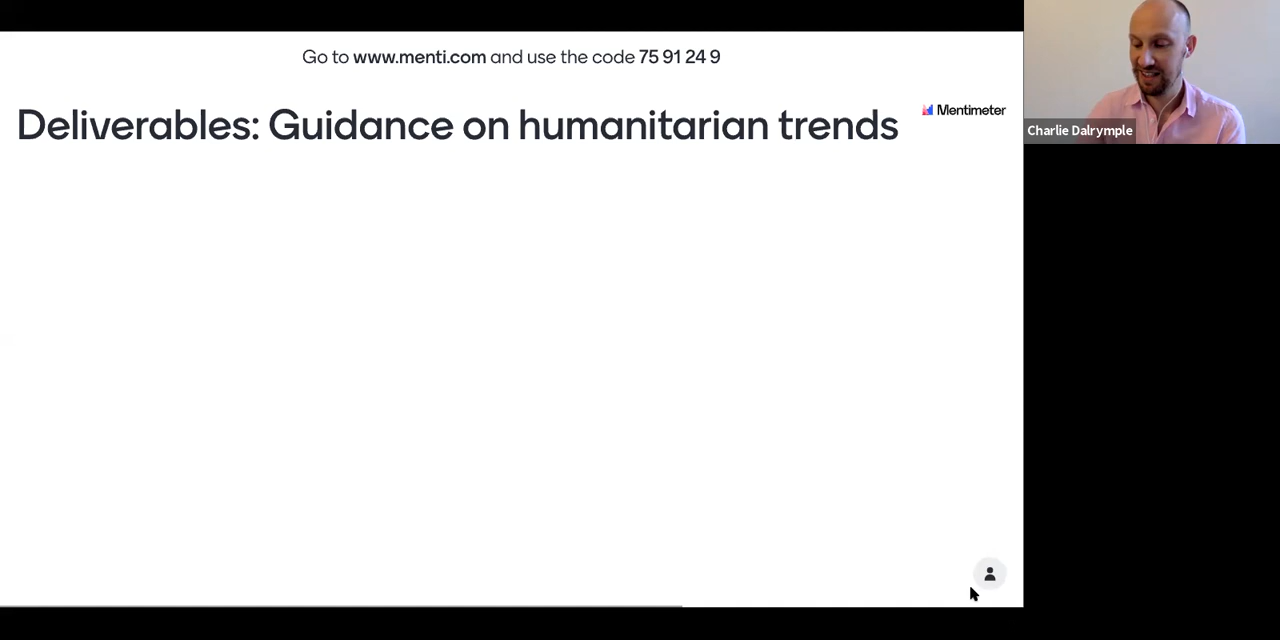 Go to www.menti.com and use the code 75 91 24 9
Deliverables: Guidance on humanitarian trends
Mentimeter
Charlie Dalrymple